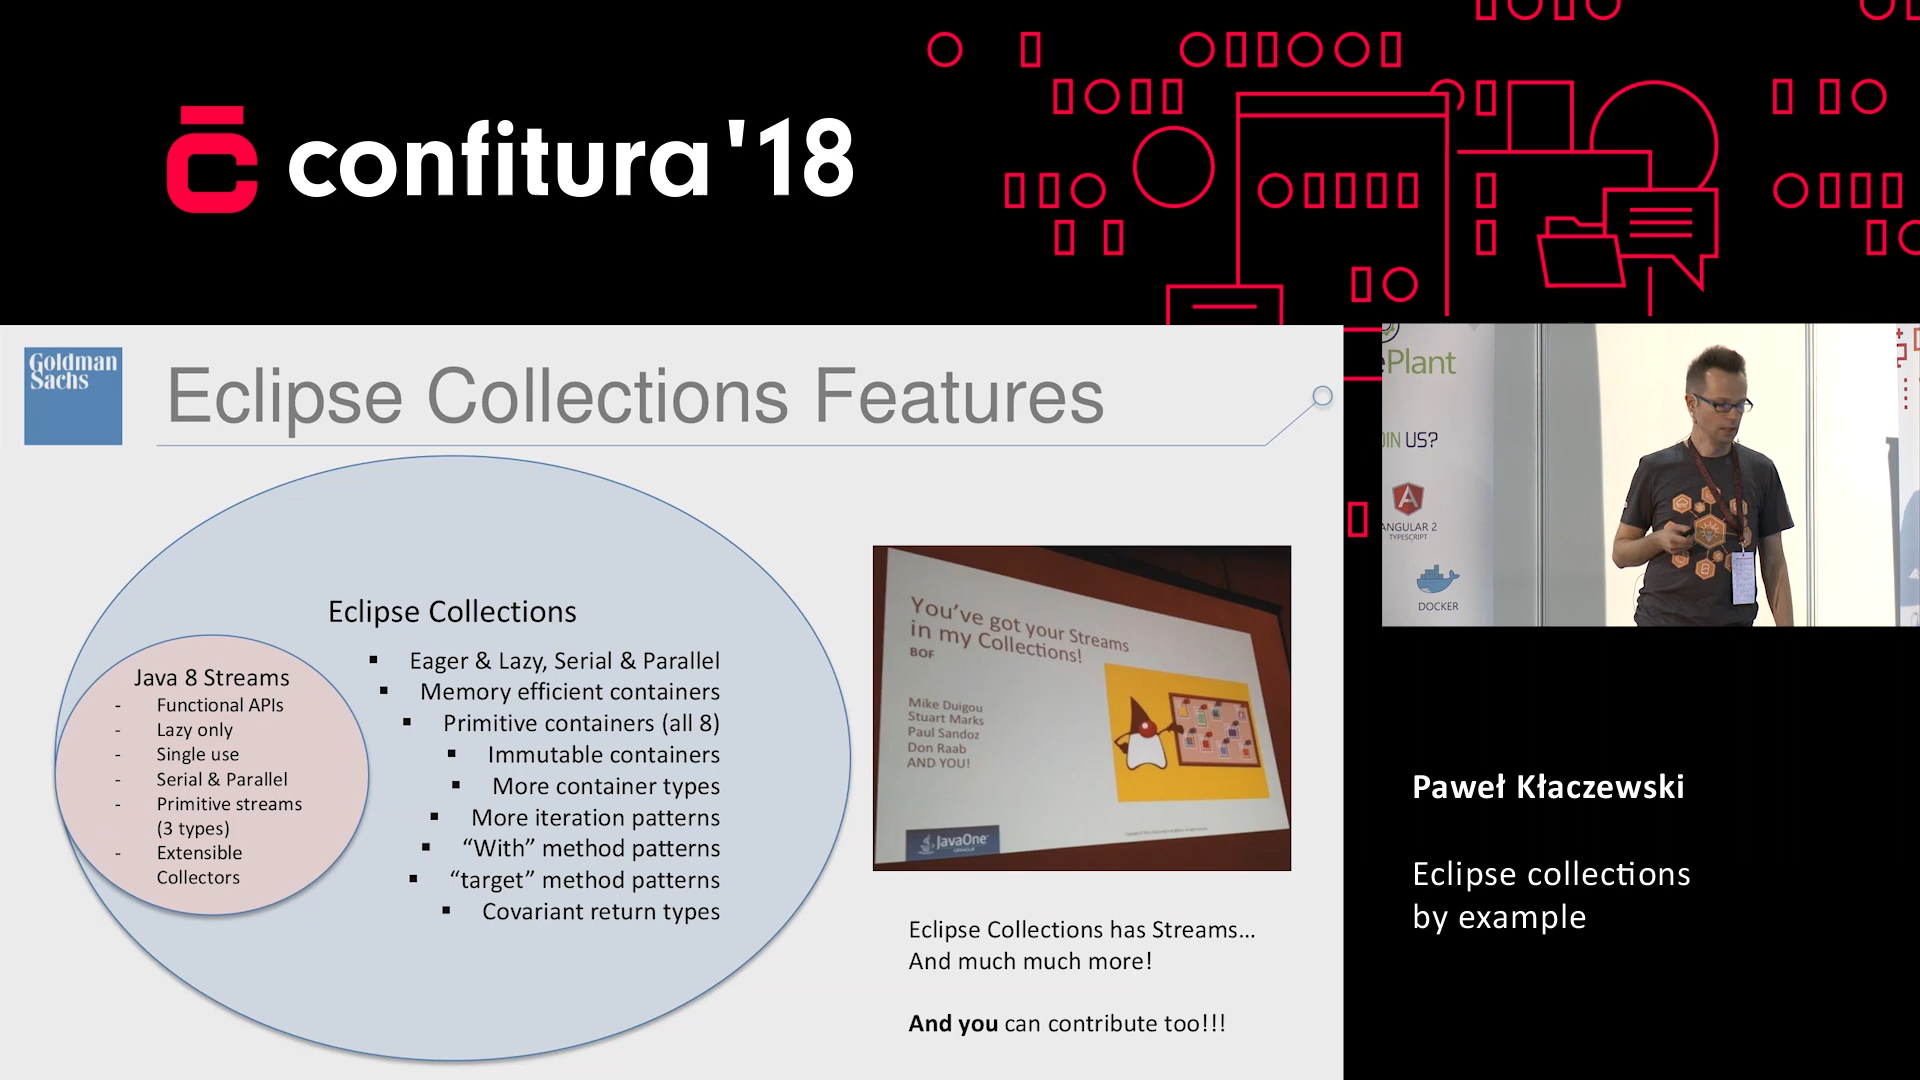 confitura '18
Goldman
Sachs
Eclipse Collections Features
Eclipse Collections
Eager & Lazy, Serial & Parallel
Memory efficient containers
Primitive containers (all 8)
Immutable containers
More container types
More iteration patterns
“With” method patterns
“target” method patterns
Covariant return types
Java 8 Streams
- Functional APIs
- Lazy only
- Single use
- Serial & Parallel
- Primitive streams
(3 types)
- Extensible
Collectors
You’ve got your Streams
in my Collections!
BOF
Mike Duigou
Stuart Marks
Paul Sandoz
Don Raab
AND YOU!
JavaOne
ORACLE
Eclipse Collections has Streams...
And much much more!
And you can contribute too!!!
ePlant
OIN US?
ANGULAR 2
TYPESCRIPT
DOCKER
Paweł Kłaczewski
Eclipse collections
by example